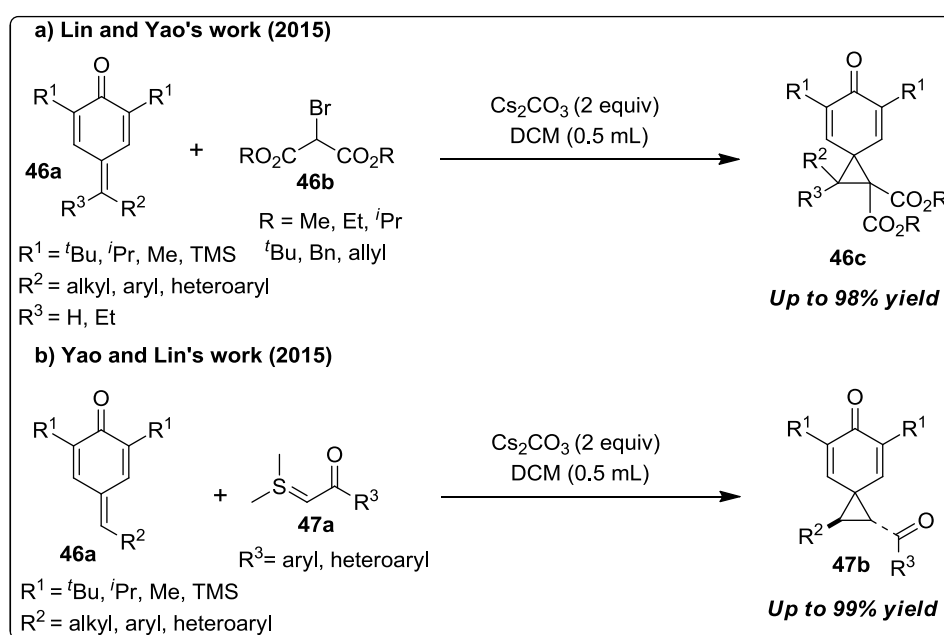 a) Lin and Yao's work (2015)
O
R¹ R¹
46a
R³ R²
+
Br
RO₂C CO₂R
46b
R = Me, Et, ⁱPr
ᵗBu, Bn, allyl
R¹ = ᵗBu, ⁱPr, Me, TMS
R² = alkyl, aryl, heteroaryl
R³ = H, Et
Cs₂CO₃ (2 equiv)
DCM (0.5 mL)
O
R¹ R¹
R²
R³ CO₂R
CO₂R
46c
Up to 98% yield
b) Yao and Lin's work (2015)
O
R¹ R¹
46a
R²
+
O
S R³
47a
R³= aryl, heteroaryl
R¹ = ᵗBu, ⁱPr, Me, TMS
R² = alkyl, aryl, heteroaryl
Cs₂CO₃ (2 equiv)
DCM (0.5 mL)
O
R¹ R¹
R² O
47b R³
Up to 99% yield